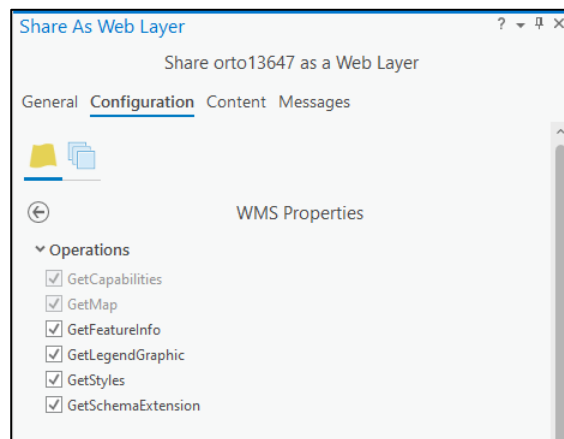 Share As Web Layer
Share orto13647 as a Web Layer
General Configuration Content Messages
WMS Properties
Operations
GetCapabilities
GetMap
GetFeatureInfo
GetLegendGraphic
GetStyles
GetSchemaExtension